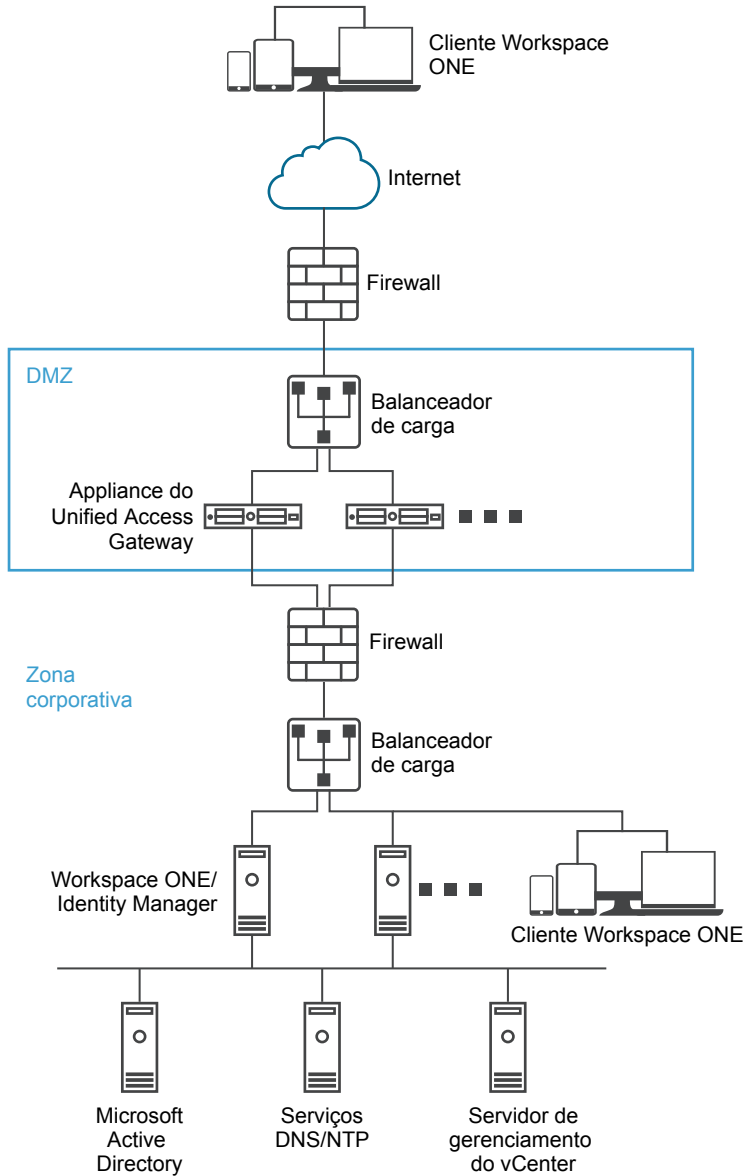 Cliente Workspace
ONE
Internet
Firewall
DMZ
Balanceador
de carga
Appliance do
Unified Access
Gateway
Firewall
Zona
corporativa
Balanceador
de carga
Workspace ONE/
Identity Manager
Cliente Workspace ONE
Microsoft
Active
Directory
Serviços
DNS/NTP
Servidor de
gerenciamento
do vCenter